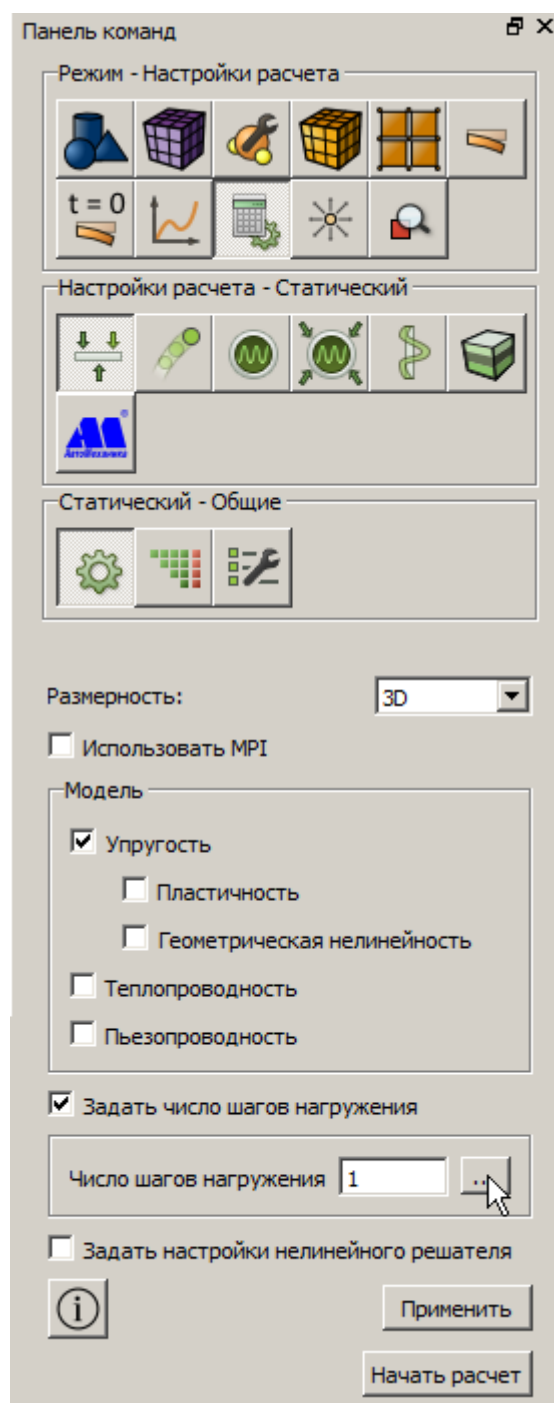 Панель команд
Режим - Настройки расчета
t = 0
Настройки расчета - Статический
АвтоМеханика
Статический - Общие
Размерность: 3D
Использовать MPI
Модель
Упругость
Пластичность
Геометрическая нелинейность
Теплопроводность
Пьезопроводность
Задать число шагов нагружения
Число шагов нагружения 1 ...
Задать настройки нелинейного решателя
Применить
Начать расчет